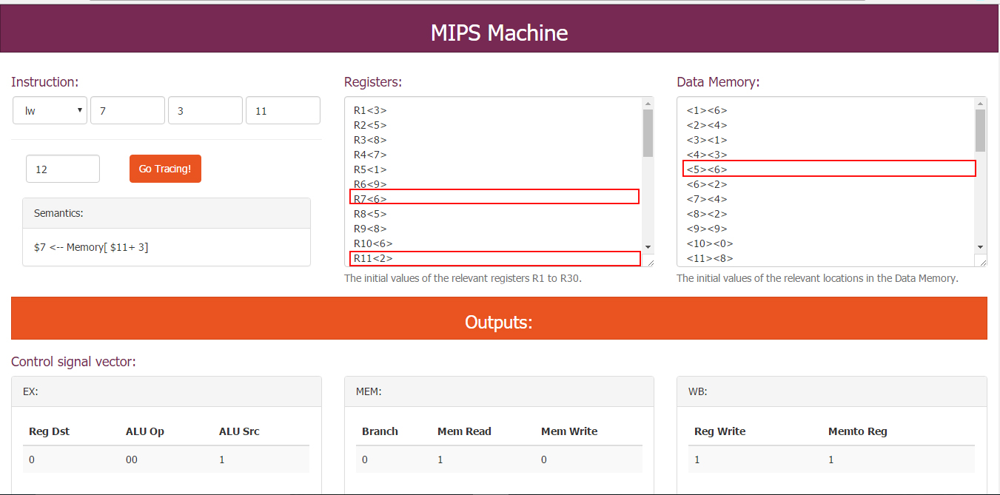 MIPS Machine
Instruction:
lw 7 3 11
12 Go Tracing!
Semantics:
$7 <-- Memory[ $11+ 3]
Registers:
R1<3>
R2<5>
R3<8>
R4<7>
R5<1>
R6<9>
R7<6>
R8<5>
R9<8>
R10<6>
R11<2>
The initial values of the relevant registers R1 to R30.
Data Memory:
<1><6>
<2><4>
<3><1>
<4><3>
<5><6>
<6><2>
<7><4>
<8><2>
<9><9>
<10><0>
<11><8>
The initial values of the relevant locations in the Data Memory.
Outputs:
Control signal vector:
EX:
Reg Dst ALU Op ALU Src
0 00 1
MEM:
Branch Mem Read Mem Write
0 1 0
WB:
Reg Write Memto Reg
1 1